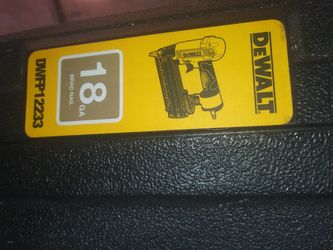 DEWALT
18
GA
BRAD NAIL
DWFP12233